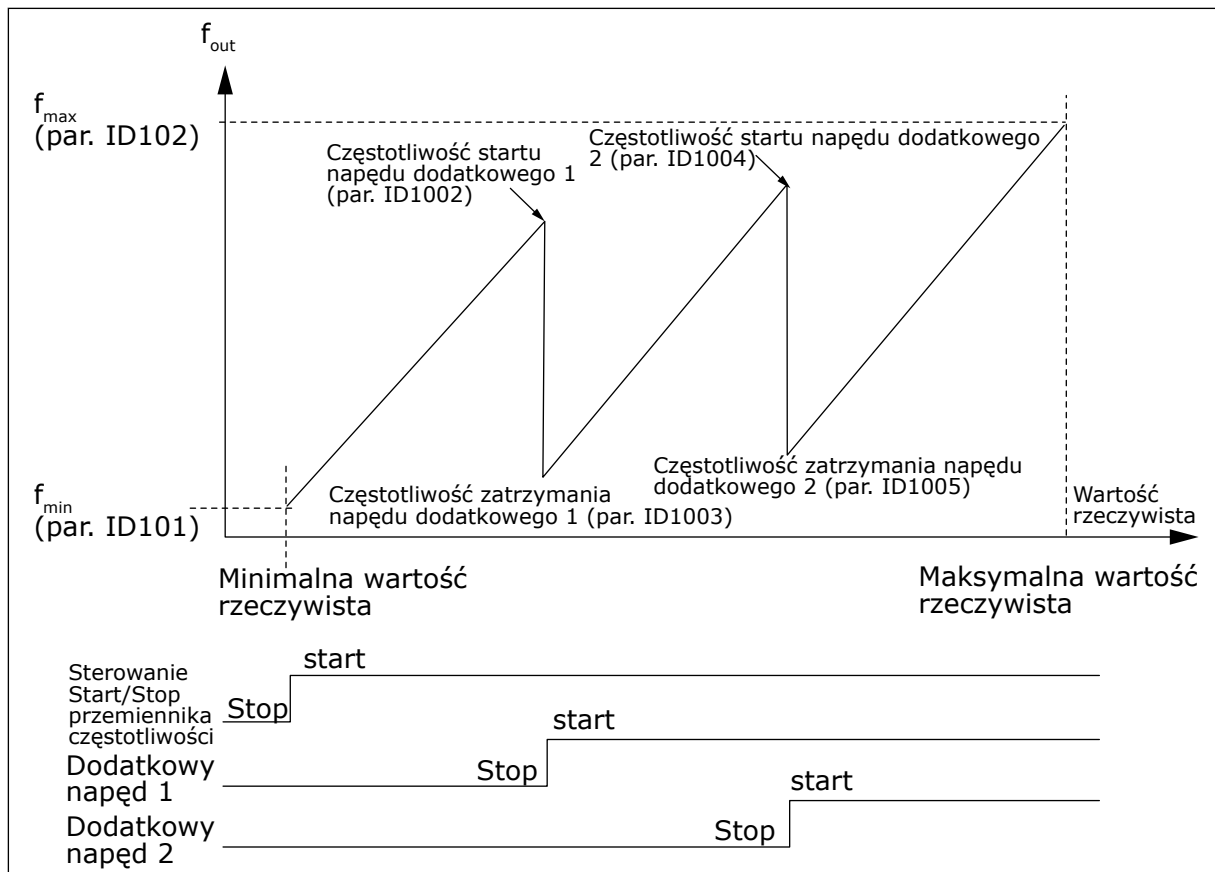 fout
fmax
(par. ID102)
Częstotliwość startu
napędu dodatkowego 1
(par. ID1002)
Częstotliwość startu napędu dodatkowego
2 (par. ID1004)
fmin
(par. ID101)
Częstotliwość zatrzymania
napędu dodatkowego 1 (par. ID1003)
Częstotliwość zatrzymania napędu
dodatkowego 2 (par. ID1005)
Wartość
rzeczywista
Minimalna wartość
rzeczywista
Maksymalna wartość
rzeczywista
Sterowanie
Start/Stop
przemiennika
częstotliwości
Stop
start
Dodatkowy
napęd 1
Stop
start
Dodatkowy
napęd 2
Stop
start